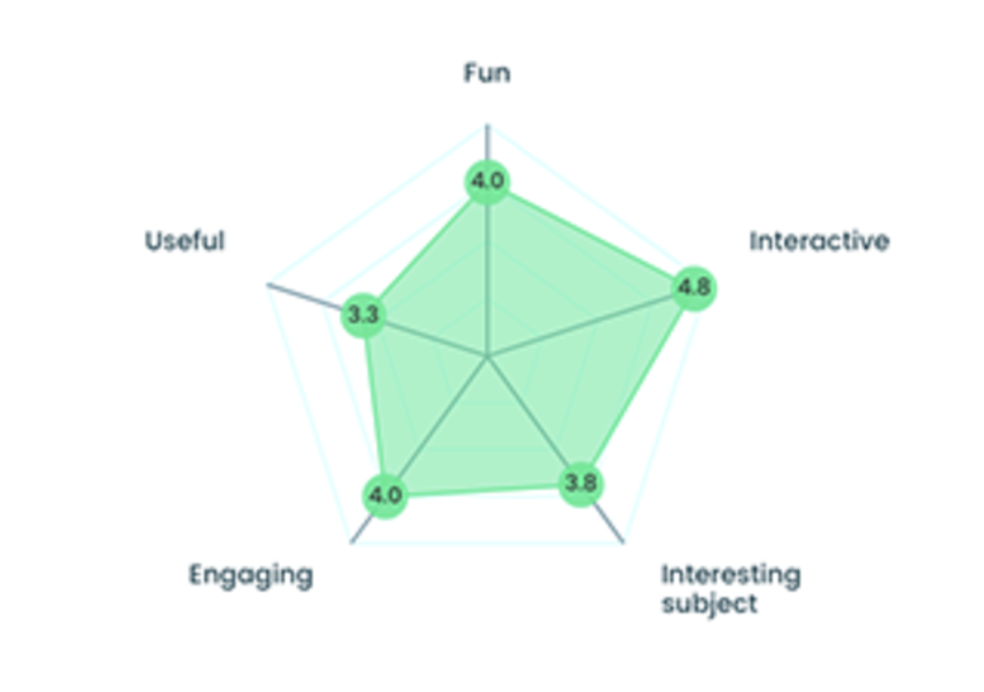 Fun
4.0
Useful
Interactive
4.8
3.3
3.8
4.0
Engaging
Interesting
subject